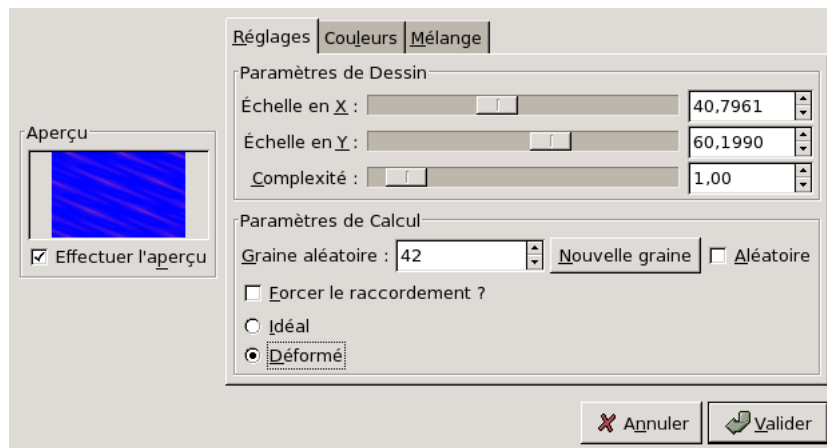 Réglages Couleurs Mélange
Paramètres de Dessin
Échelle en X : 40,7961
Échelle en Y : 60,1990
Complexité : 1,00
Aperçu
Effectuer l'aperçu
Paramètres de Calcul
Graine aléatoire : 42 Nouvelle graine Aléatoire
Forcer le raccordement ?
Idéal
Déformé
Annuler Valider